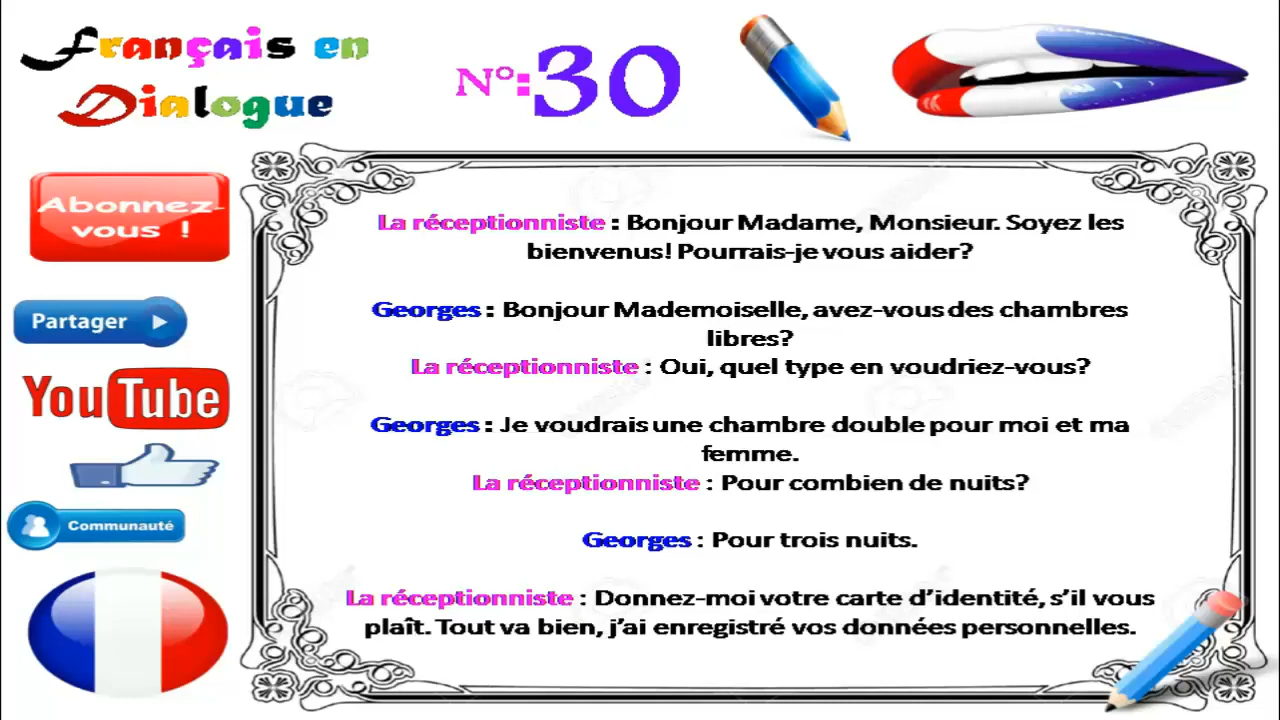 Français en
Dialogue
N°:30
Abonnez-
vous !
Partager
YouTube
Communauté
La réceptionniste : Bonjour Madame, Monsieur. Soyez les
bienvenus! Pourrais-je vous aider?
Georges : Bonjour Mademoiselle, avez-vous des chambres
libres?
La réceptionniste : Oui, quel type en voudriez-vous?
Georges : Je voudrais une chambre double pour moi et ma
femme.
La réceptionniste : Pour combien de nuits?
Georges : Pour trois nuits.
La réceptionniste : Donnez-moi votre carte d’identité, s’il vous
plaît. Tout va bien, j’ai enregistré vos données personnelles.